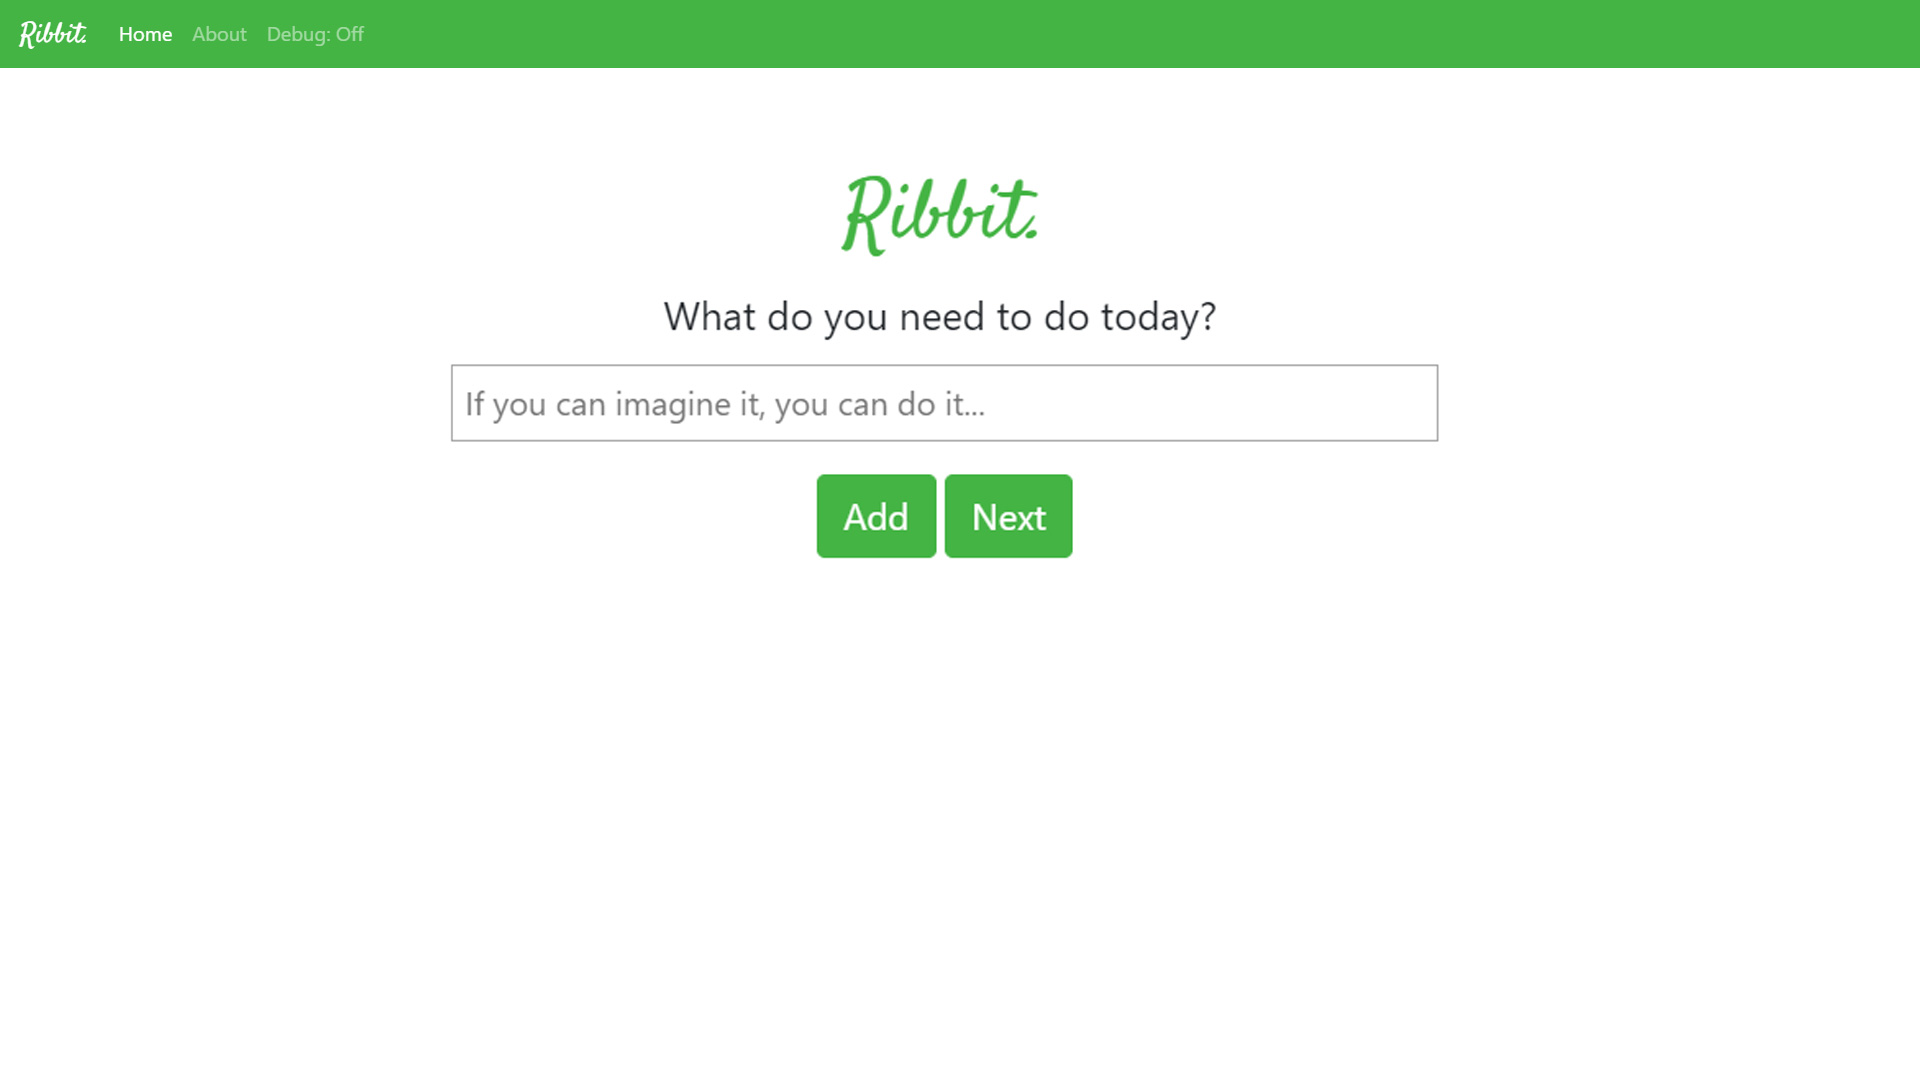 Ribbit. Home About Debug: Off
Ribbit.
What do you need to do today?
If you can imagine it, you can do it...
Add Next